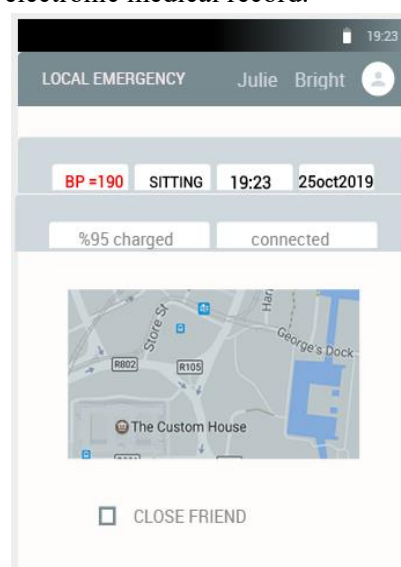 electronic medical record.
19:23
LOCAL EMERGENCY Julie Bright
BP =190 SITTING 19:23 25oct2019
%95 charged connected
Store St
Har
George's Dock
R802
R105
The Custom House
CLOSE FRIEND